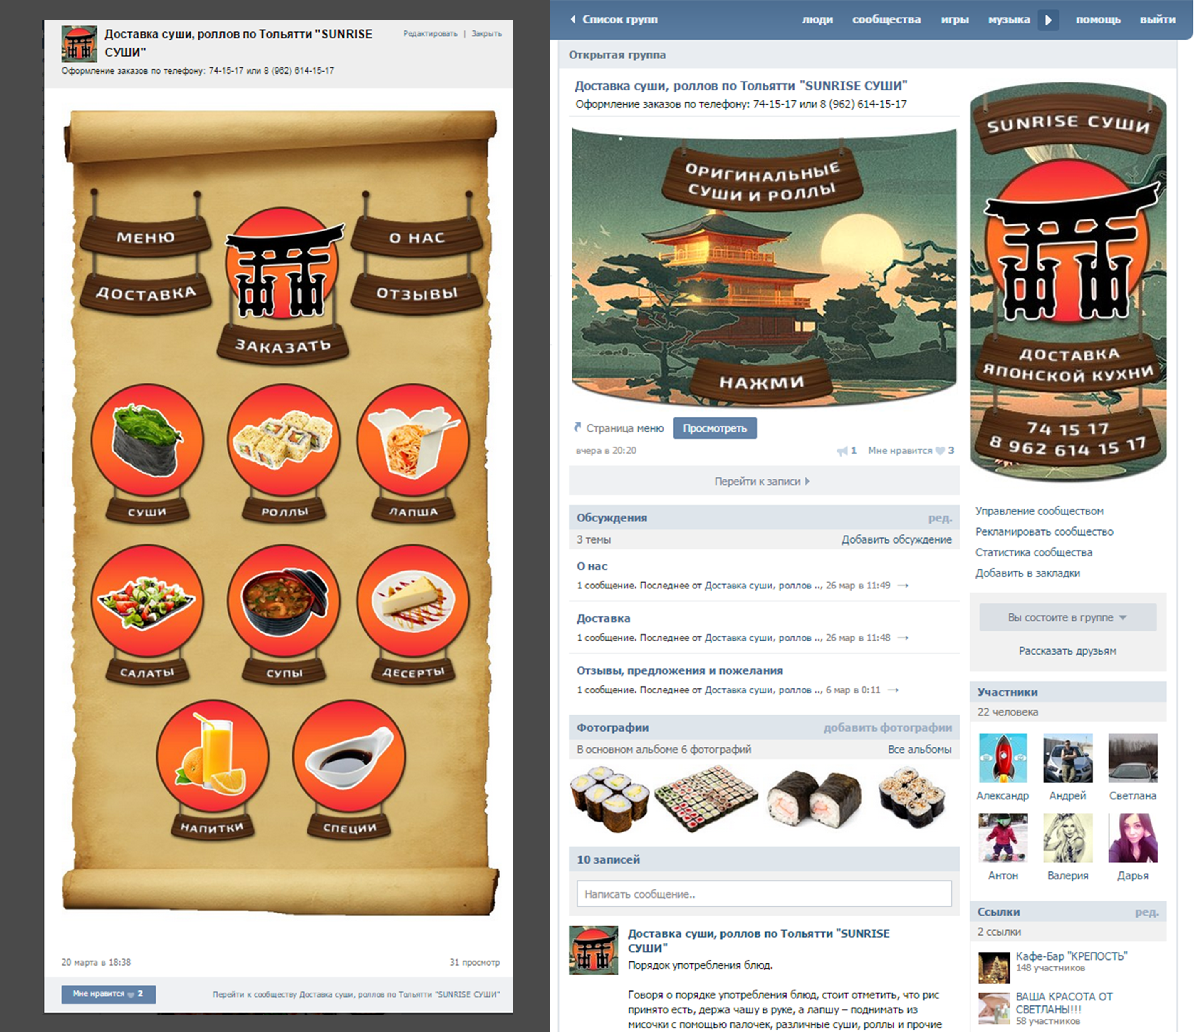 Доставка суши, роллов по Тольятти "SUNRISE
СУШИ"
Редактировать | Закрыть
Оформление заказов по телефону: 74-15-17 или 8 (962) 614-15-17
МЕНЮ
О НАС
ДОСТАВКА
ОТЗЫВЫ
ЗАКАЗАТЬ
СУШИ
РОЛЛЫ
ЛАПША
САЛАТЫ
СУПЫ
ДЕСЕРТЫ
НАПИТКИ
СПЕЦИИ
20 марта в 18:38
31 просмотр
Мне нравится 2
Перейти к сообществу Доставка суши, роллов по Тольятти "SUNRISE СУШИ"
Список групп
люди сообщества игры музыка помощь выйти
Открытая группа
Доставка суши, роллов по Тольятти "SUNRISE СУШИ"
Оформление заказов по телефону: 74-15-17 или 8 (962) 614-15-17
ОРИГИНАЛЬНЫЕ
СУШИ И РОЛЛЫ
НАЖМИ
Страница меню
Просмотреть
вчера в 20:20
1 Мне нравится 3
Перейти к записи
Обсуждения
ред.
3 темы
Добавить обсуждение
О нас
1 сообщение. Последнее от Доставка суши, роллов .., 26 мар в 11:49 →
Доставка
1 сообщение. Последнее от Доставка суши, роллов .., 26 мар в 11:48 →
Отзывы, предложения и пожелания
1 сообщение. Последнее от Доставка суши, роллов .., 6 мар в 0:11 →
Фотографии
добавить фотографии
В основном альбоме 6 фотографий
Все альбомы
10 записей
Написать сообщение..
Доставка суши, роллов по Тольятти "SUNRISE
СУШИ"
Порядок употребления блюд.
Говоря о порядке употребления блюд, стоит отметить, что рис
принято есть, держа чашу в руке, а лапшу – поднимать из
мисочки с помощью палочек, различные суши, роллы и прочие
SUNRISE СУШИ
ДОСТАВКА
ЯПОНСКОЙ КУХНИ
74 15 17
8 962 614 15 17
Управление сообществом
Рекламировать сообщество
Статистика сообщества
Добавить в закладки
Вы состоите в группе
Рассказать друзьям
Участники
22 человека
Александр
Андрей
Светлана
Антон
Валерия
Дарья
Ссылки
ред.
2 ссылки
Кафе-Бар "КРЕПОСТЬ"
148 участников
ВАША КРАСОТА ОТ
СВЕТЛАНЫ!!!
58 участников